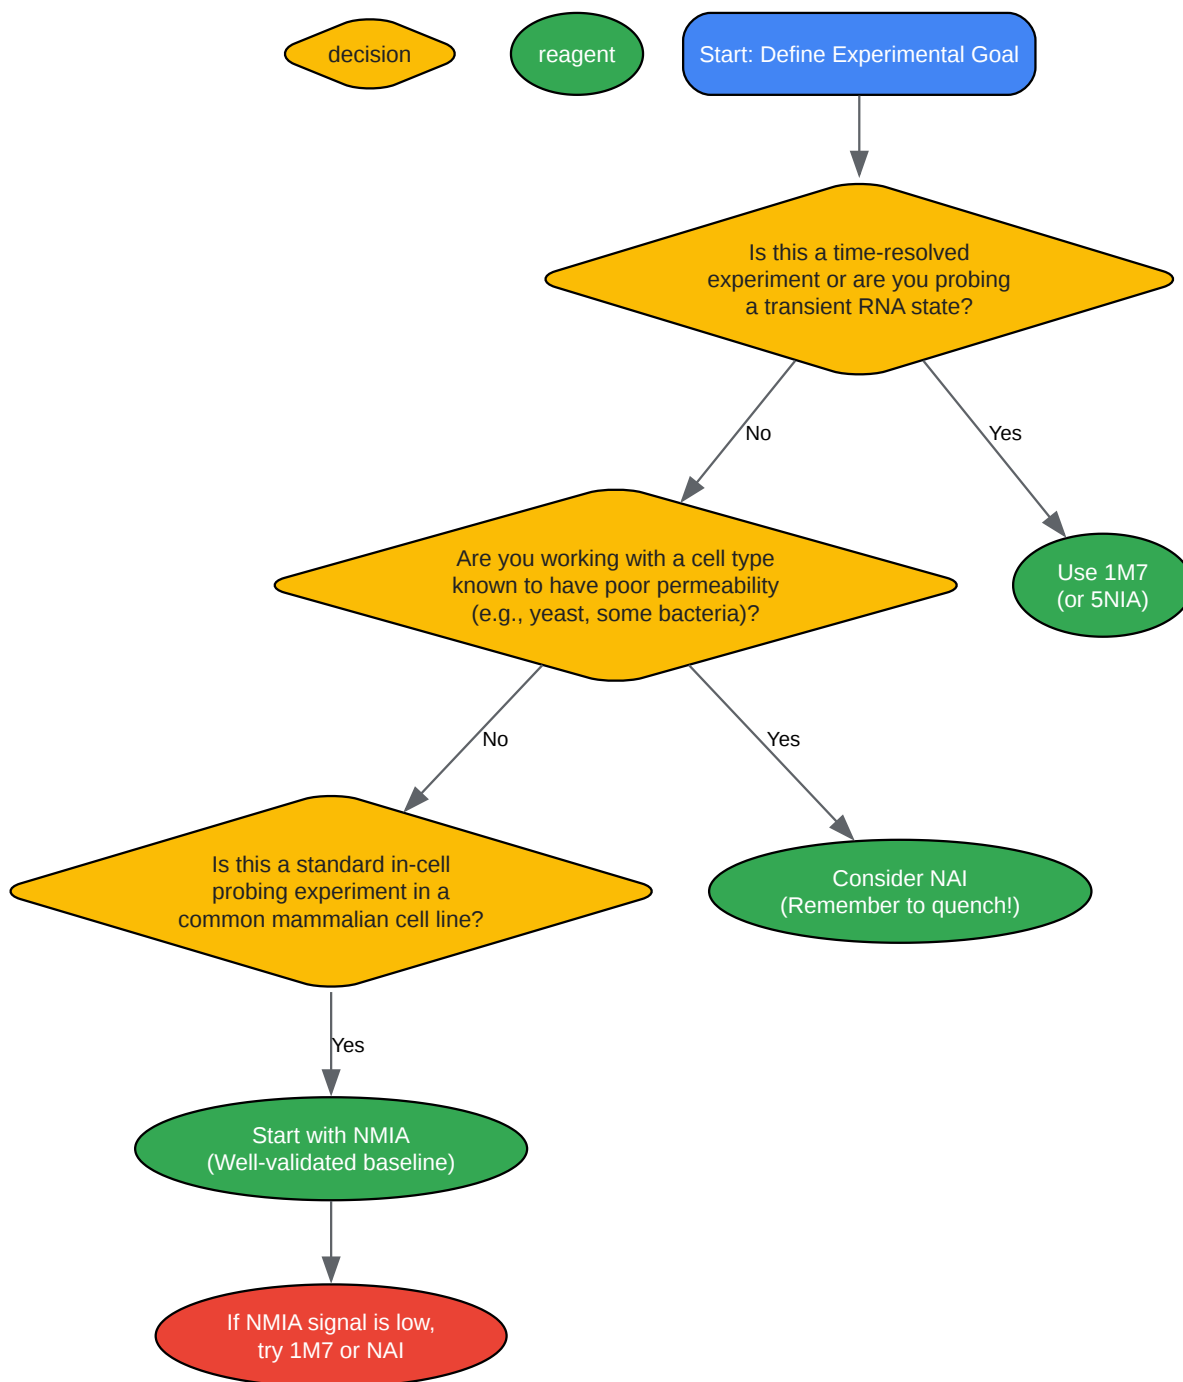 decision
reagent
Start: Define Experimental Goal
Is this a time-resolved
experiment or are you probing
a transient RNA state?
No
Yes
Are you working with a cell type
known to have poor permeability
(e.g., yeast, some bacteria)?
Use 1M7
(or 5NIA)
No
Yes
Is this a standard in-cell
probing experiment in a
common mammalian cell line?
Consider NAI
(Remember to quench!)
Yes
Start with NMIA
(Well-validated baseline)
If NMIA signal is low,
try 1M7 or NAI